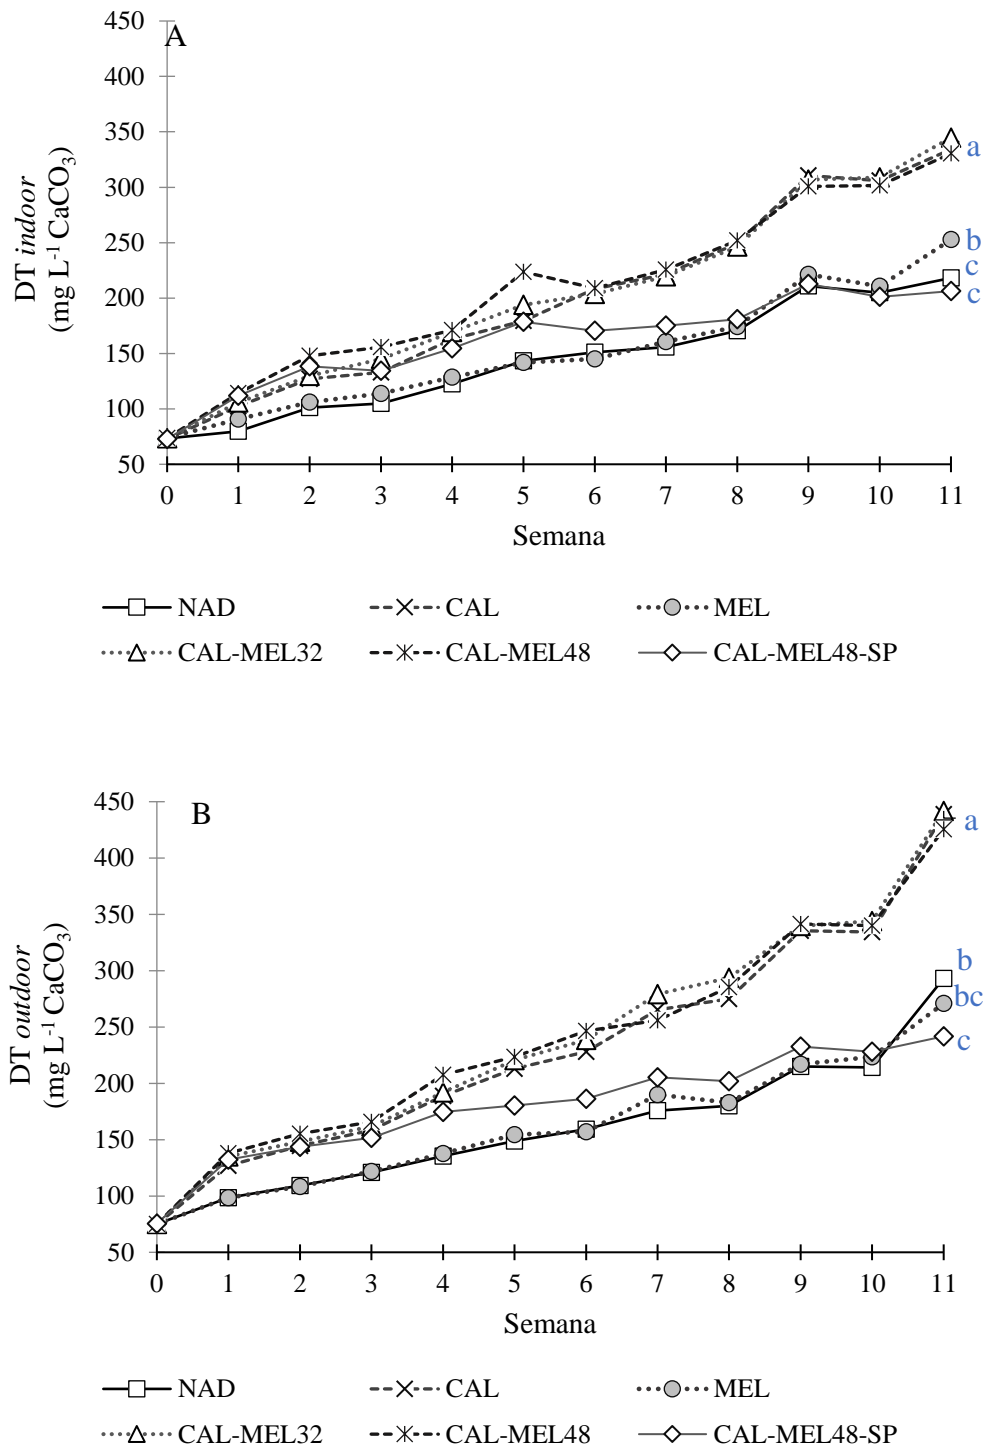 A
450
400
350
300
250
200
150
100
50
DT indoor
(mg L⁻¹ CaCO₃)
a
b
c
c
0 1 2 3 4 5 6 7 8 9 10 11
Semana
NAD CAL MEL
CAL-MEL32 CAL-MEL48 CAL-MEL48-SP
B
450
400
350
300
250
200
150
100
50
DT outdoor
(mg L⁻¹ CaCO₃)
a
b
bc
c
0 1 2 3 4 5 6 7 8 9 10 11
Semana
NAD CAL MEL
CAL-MEL32 CAL-MEL48 CAL-MEL48-SP